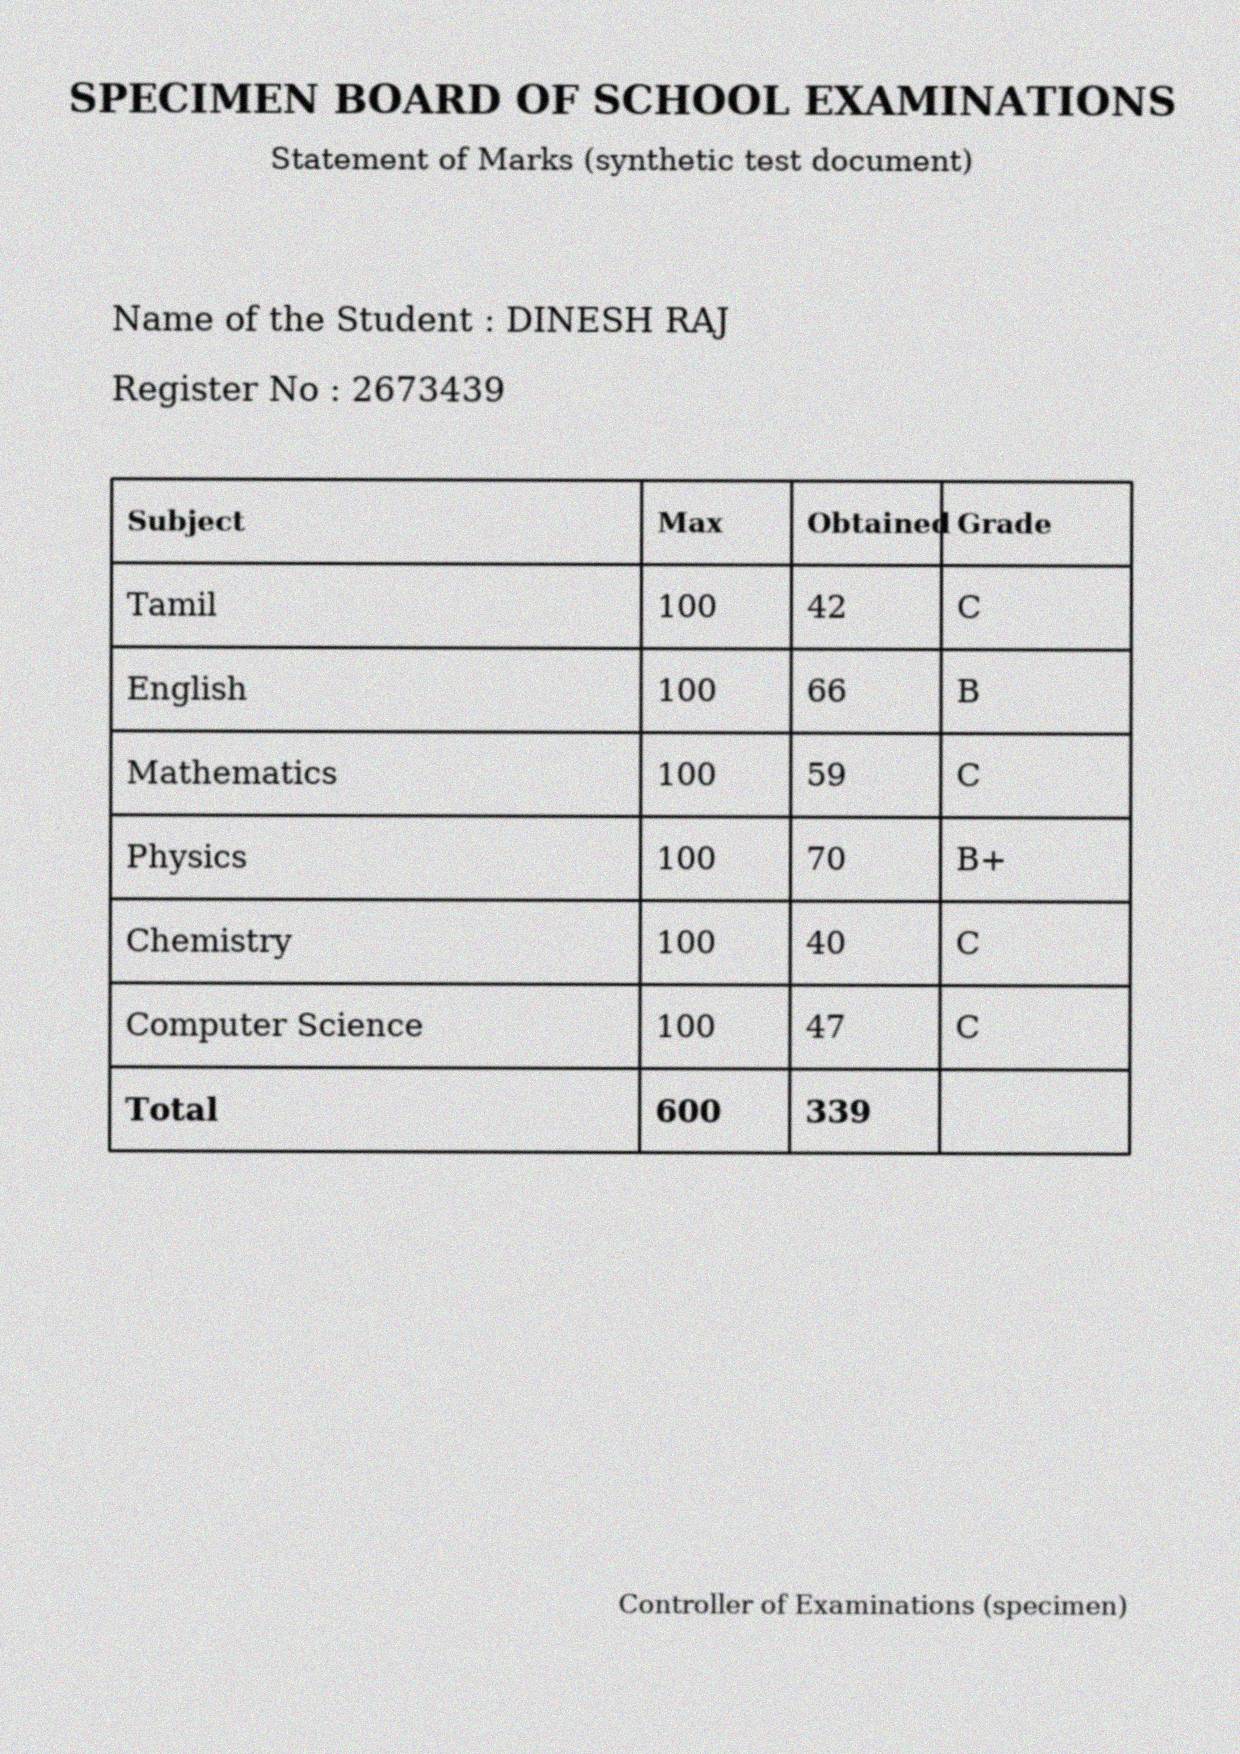 SPECIMEN BOARD OF SCHOOL EXAMINATIONS
Statement of Marks (synthetic test document)
Name of the Student : DINESH RAJ
Register No : 2673439
Subject Max Obtained Grade
Tamil 100 42 C
English 100 66 B
Mathematics 100 59 C
Physics 100 70 B+
Chemistry 100 40 C
Computer Science 100 47 C
Total 600 339
Controller of Examinations (specimen)